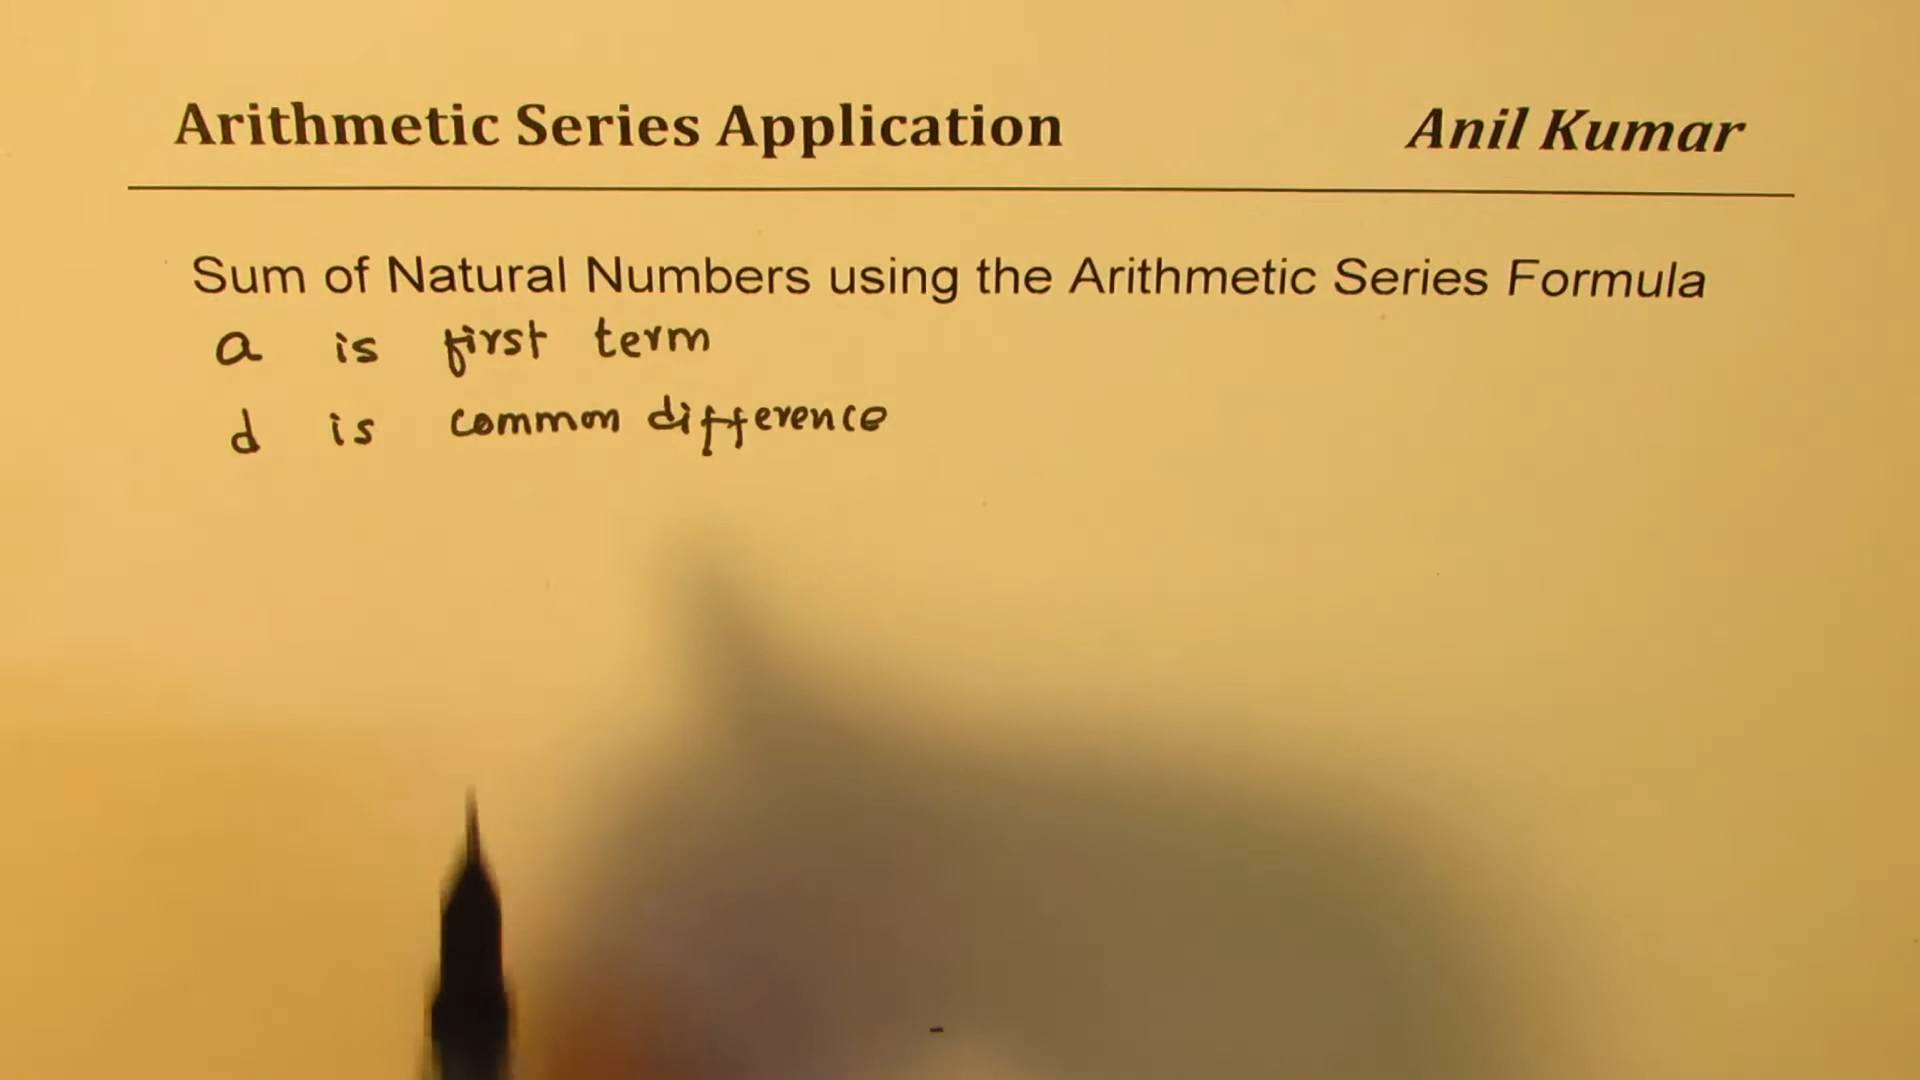 Arithmetic Series Application Anil Kumar
Sum of Natural Numbers using the Arithmetic Series Formula
a is first term
d is common difference